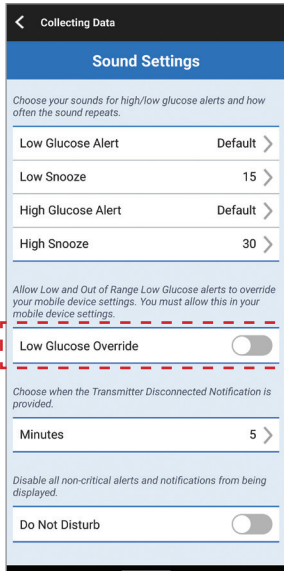 Collecting Data
Sound Settings
Choose your sounds for high/low glucose alerts and how
often the sound repeats.
Low Glucose Alert Default
Low Snooze 15
High Glucose Alert Default
High Snooze 30
Allow Low and Out of Range Low Glucose alerts to override
your mobile device settings. You must allow this in your
mobile device settings.
Low Glucose Override
Choose when the Transmitter Disconnected Notification is
provided.
Minutes 5
Disable all non-critical alerts and notifications from being
displayed.
Do Not Disturb